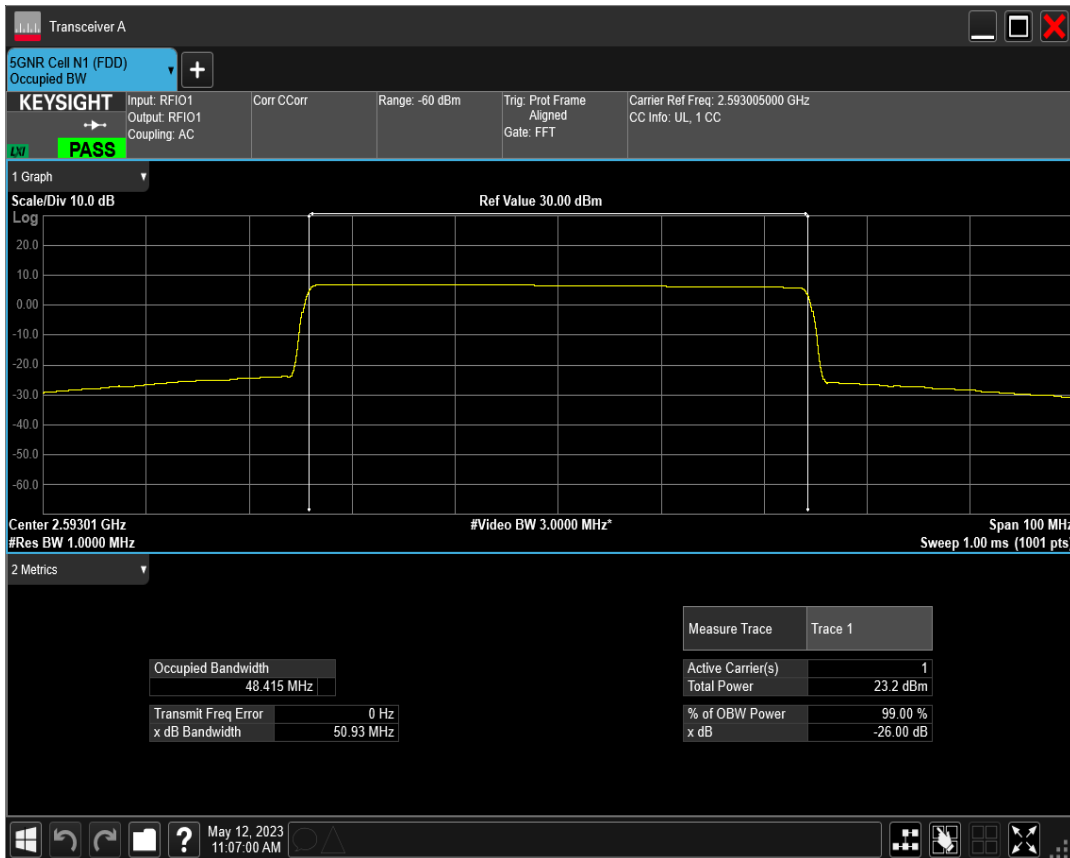 Transceiver A
5GNR Cell N1 (FDD)
Occupied BW
+
KEYSIGHT
LXI
PASS
Input: RFIO1
Output: RFIO1
Coupling: AC
Corr CCorr
Range: -60 dBm
Trig: Prot Frame
Aligned
Gate: FFT
Carrier Ref Freq: 2.593005000 GHz
CC Info: UL, 1 CC
1 Graph
Scale/Div 10.0 dB
Ref Value 30.00 dBm
Log
20.0
10.0
0.00
-10.0
-20.0
-30.0
-40.0
-50.0
-60.0
Center 2.59301 GHz
#Video BW 3.0000 MHz*
Span 100 MHz
#Res BW 1.0000 MHz
Sweep 1.00 ms (1001 pts)
2 Metrics
Measure Trace Trace 1
Occupied Bandwidth
48.415 MHz
Active Carrier(s) 1
Total Power 23.2 dBm
Transmit Freq Error 0 Hz
x dB Bandwidth 50.93 MHz
% of OBW Power 99.00 %
x dB -26.00 dB
?
May 12, 2023
11:07:00 AM